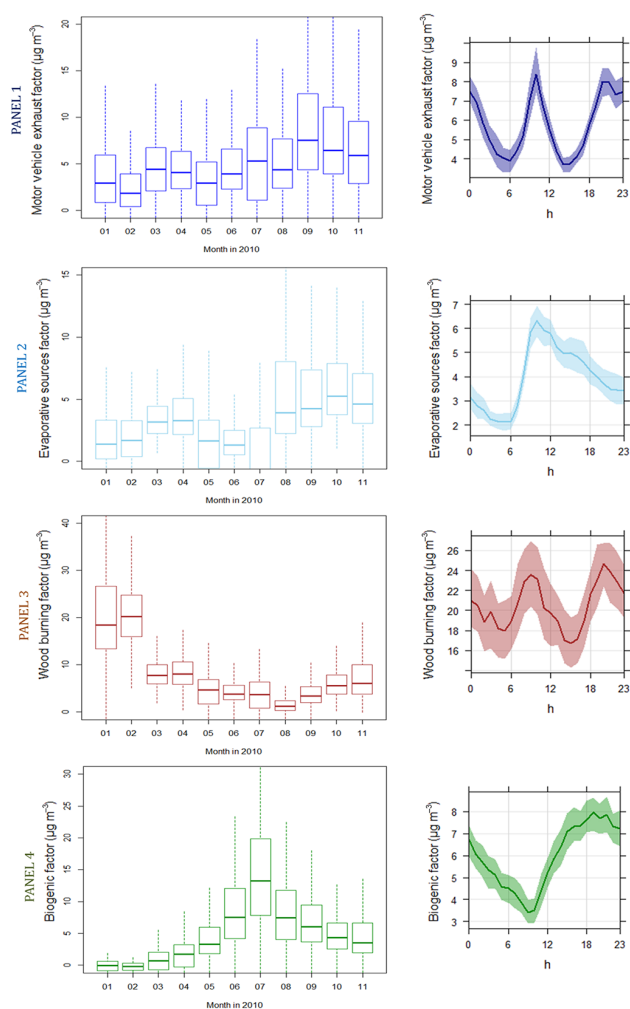 PANEL 1
Motor vehicle exhaust factor (µg m⁻³)
20
15
10
5
0
01 02 03 04 05 06 07 08 09 10 11
Month in 2010
Motor vehicle exhaust factor (µg m⁻³)
9
8
7
6
5
4
0 6 12 18 23
h
PANEL 2
Evaporative sources factor (µg m⁻³)
15
10
5
0
01 02 03 04 05 06 07 08 09 10 11
Month in 2010
Evaporative sources factor (µg m⁻³)
7
6
5
4
3
2
0 6 12 18 23
h
PANEL 3
Wood burning factor (µg m⁻³)
40
30
20
10
0
01 02 03 04 05 06 07 08 09 10 11
Month in 2010
Wood burning factor (µg m⁻³)
26
24
22
20
18
16
0 6 12 18 23
h
PANEL 4
Biogenic factor (µg m⁻³)
30
25
20
15
10
5
0
01 02 03 04 05 06 07 08 09 10 11
Month in 2010
Biogenic factor (µg m⁻³)
8
7
6
5
4
3
0 6 12 18 23
h